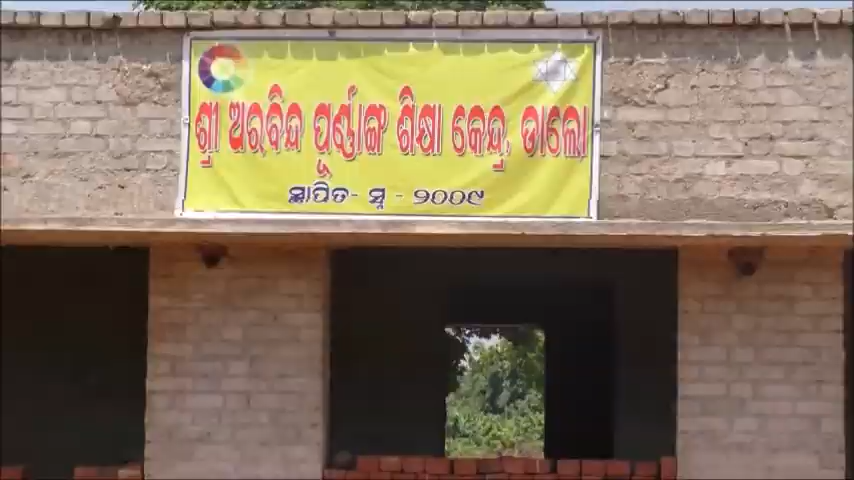 ଶ୍ରୀ ଅରବିନ୍ଦ ପୂର୍ଣ୍ଣାଙ୍ଗ ଶିକ୍ଷା କେନ୍ଦ୍ର, ଡାଲୋ
ସ୍ଥାପିତ - ସ୍ନ - ୨୦୦୯